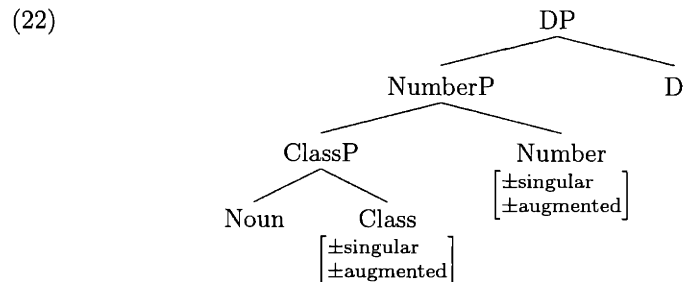 (22) DP
NumberP D
ClassP Number
[±singular
±augmented]
Noun Class
[±singular
±augmented]